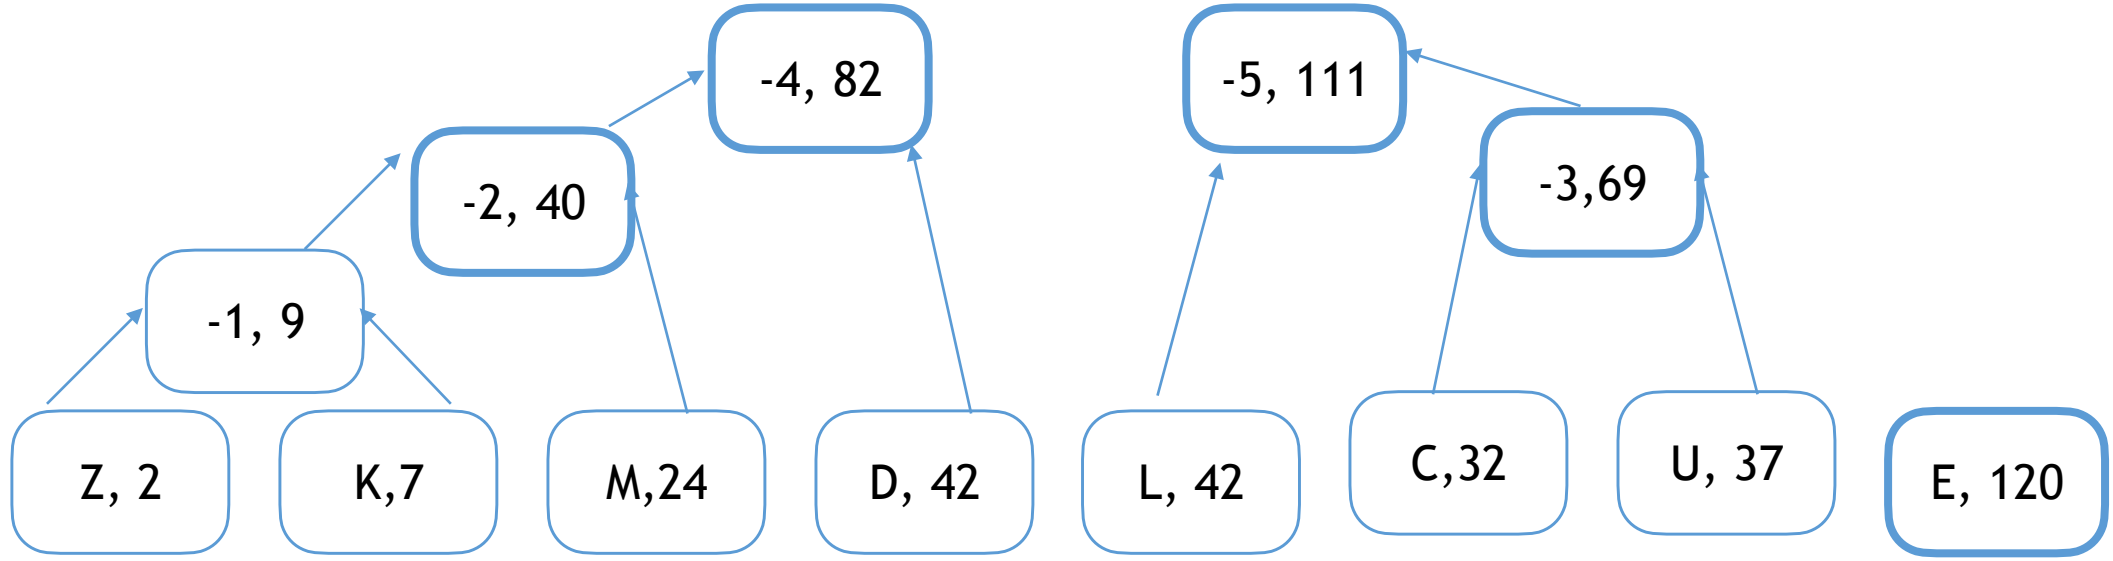 -4, 82
-5, 111
-2, 40
-3,69
-1, 9
Z, 2
K,7
M,24
D, 42
L, 42
C,32
U, 37
E, 120